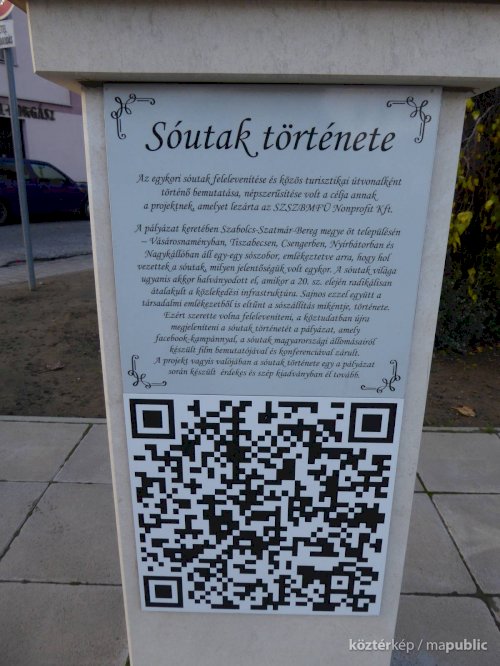 Sóutak története
Az egykori sóutak felelevenítése és közös turisztikai útvonalként
történő bemutatása, népszerűsítése volt a célja annak
a projektnek, amelyet lezárta az SZSZBMFÜ Nonprofit Kft.
A pályázat keretében Szabolcs-Szatmár-Bereg megye öt településén
– Vásárosnaményban, Tiszabecsen, Csengerben, Nyírbátorban és
Nagykállóban áll egy-egy sószobor, emlékeztetve arra, hogy hol
vezettek a sóutak, milyen jelentőségük volt egykor. A sóutak világa
ugyanis akkor halványodott el, amikor a 20. sz. elején radikálisan
átalakult a közlekedési infrastruktúra. Sajnos ezzel együtt a
társadalmi emlékezetből is eltűnt a sószállítás mikéntje, története.
Ezért szerette volna feleleveníteni, a köztudatban újra
megjeleníteni a sóutak történetét a pályázat, amely
facebook-kampánnyal, a sóutak magyarországi állomásairól
készült film bemutatójával és konferenciával zárult.
A projekt vagyis valójában a sóutak története egy a pályázat
során készült érdekes és szép kiadványban él tovább.
köztérkép / mapublic